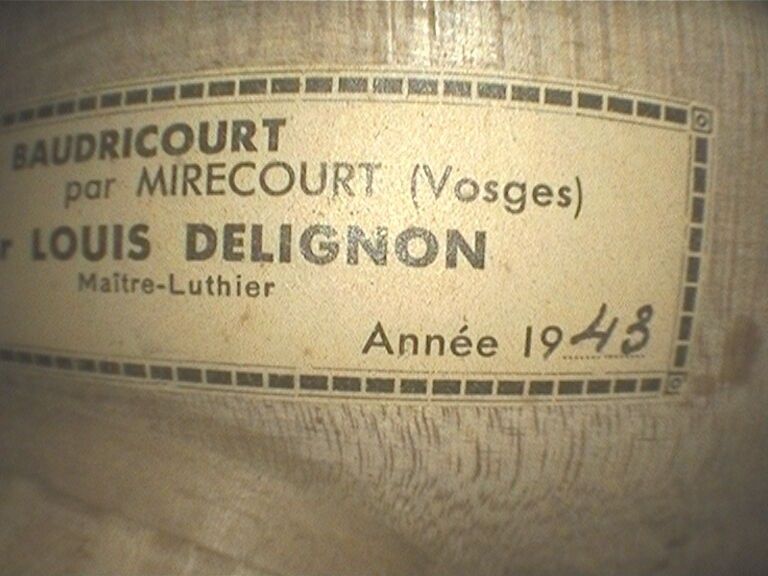 BAUDRICOURT
par MIRECOURT (Vosges)
LOUIS DELIGNON
Maître-Luthier
Année 1943